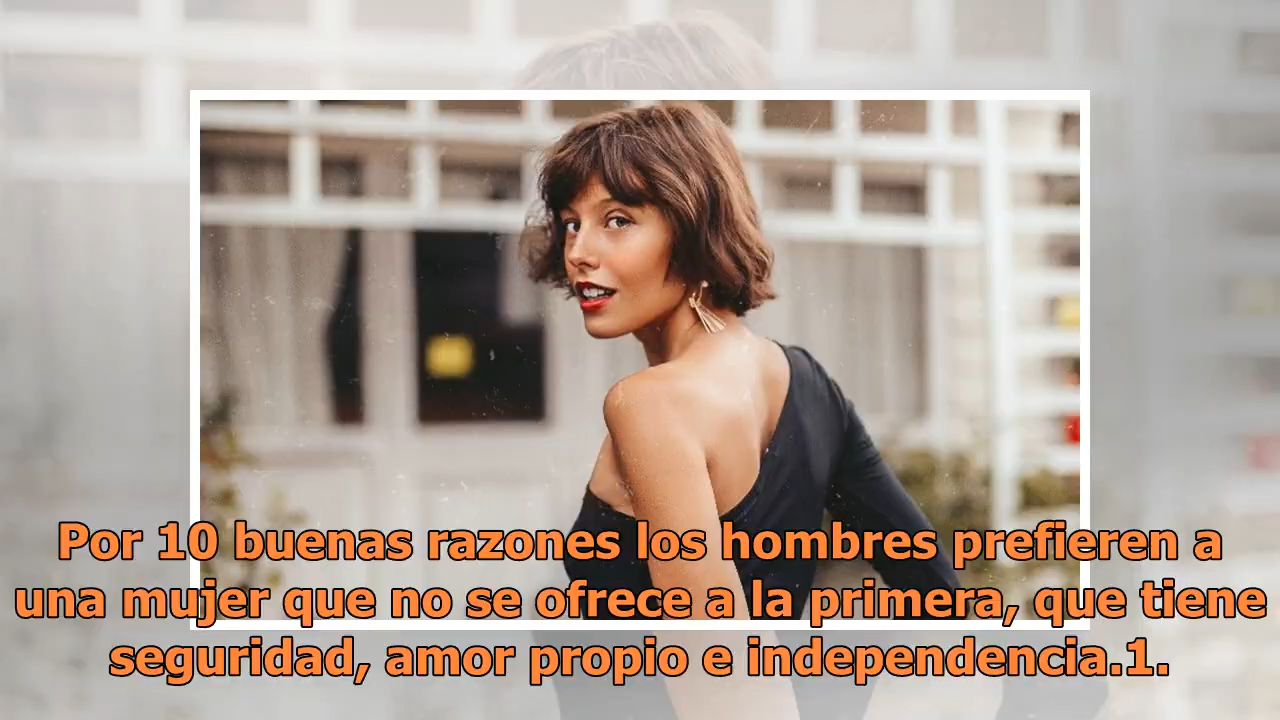 Por 10 buenas razones los hombres prefieren a
una mujer que no se ofrece a la primera, que tiene
seguridad, amor propio e independencia.1.